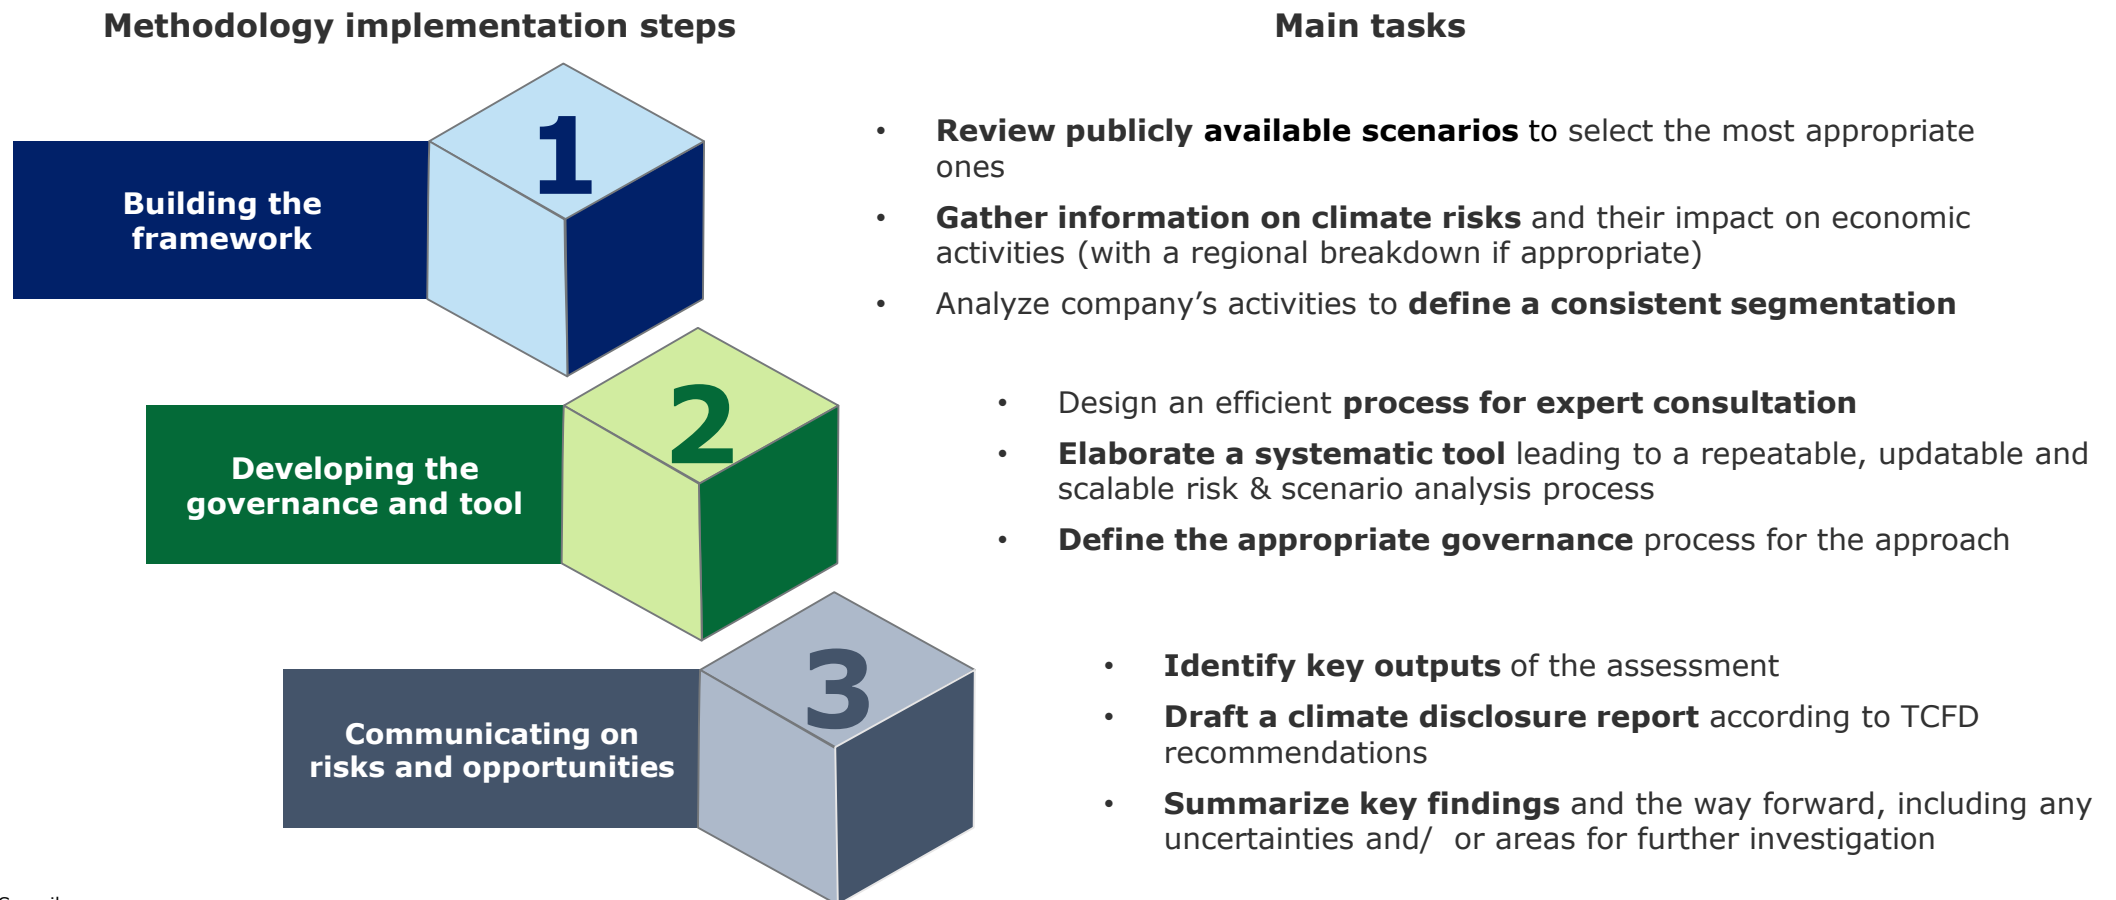 Methodology implementation steps
Main tasks
1
Building the
framework
• Review publicly available scenarios to select the most appropriate
ones
• Gather information on climate risks and their impact on economic
activities (with a regional breakdown if appropriate)
• Analyze company’s activities to define a consistent segmentation
2
Developing the
governance and tool
• Design an efficient process for expert consultation
• Elaborate a systematic tool leading to a repeatable, updatable and
scalable risk & scenario analysis process
• Define the appropriate governance process for the approach
3
Communicating on
risks and opportunities
• Identify key outputs of the assessment
• Draft a climate disclosure report according to TCFD
recommendations
• Summarize key findings and the way forward, including any
uncertainties and/ or areas for further investigation